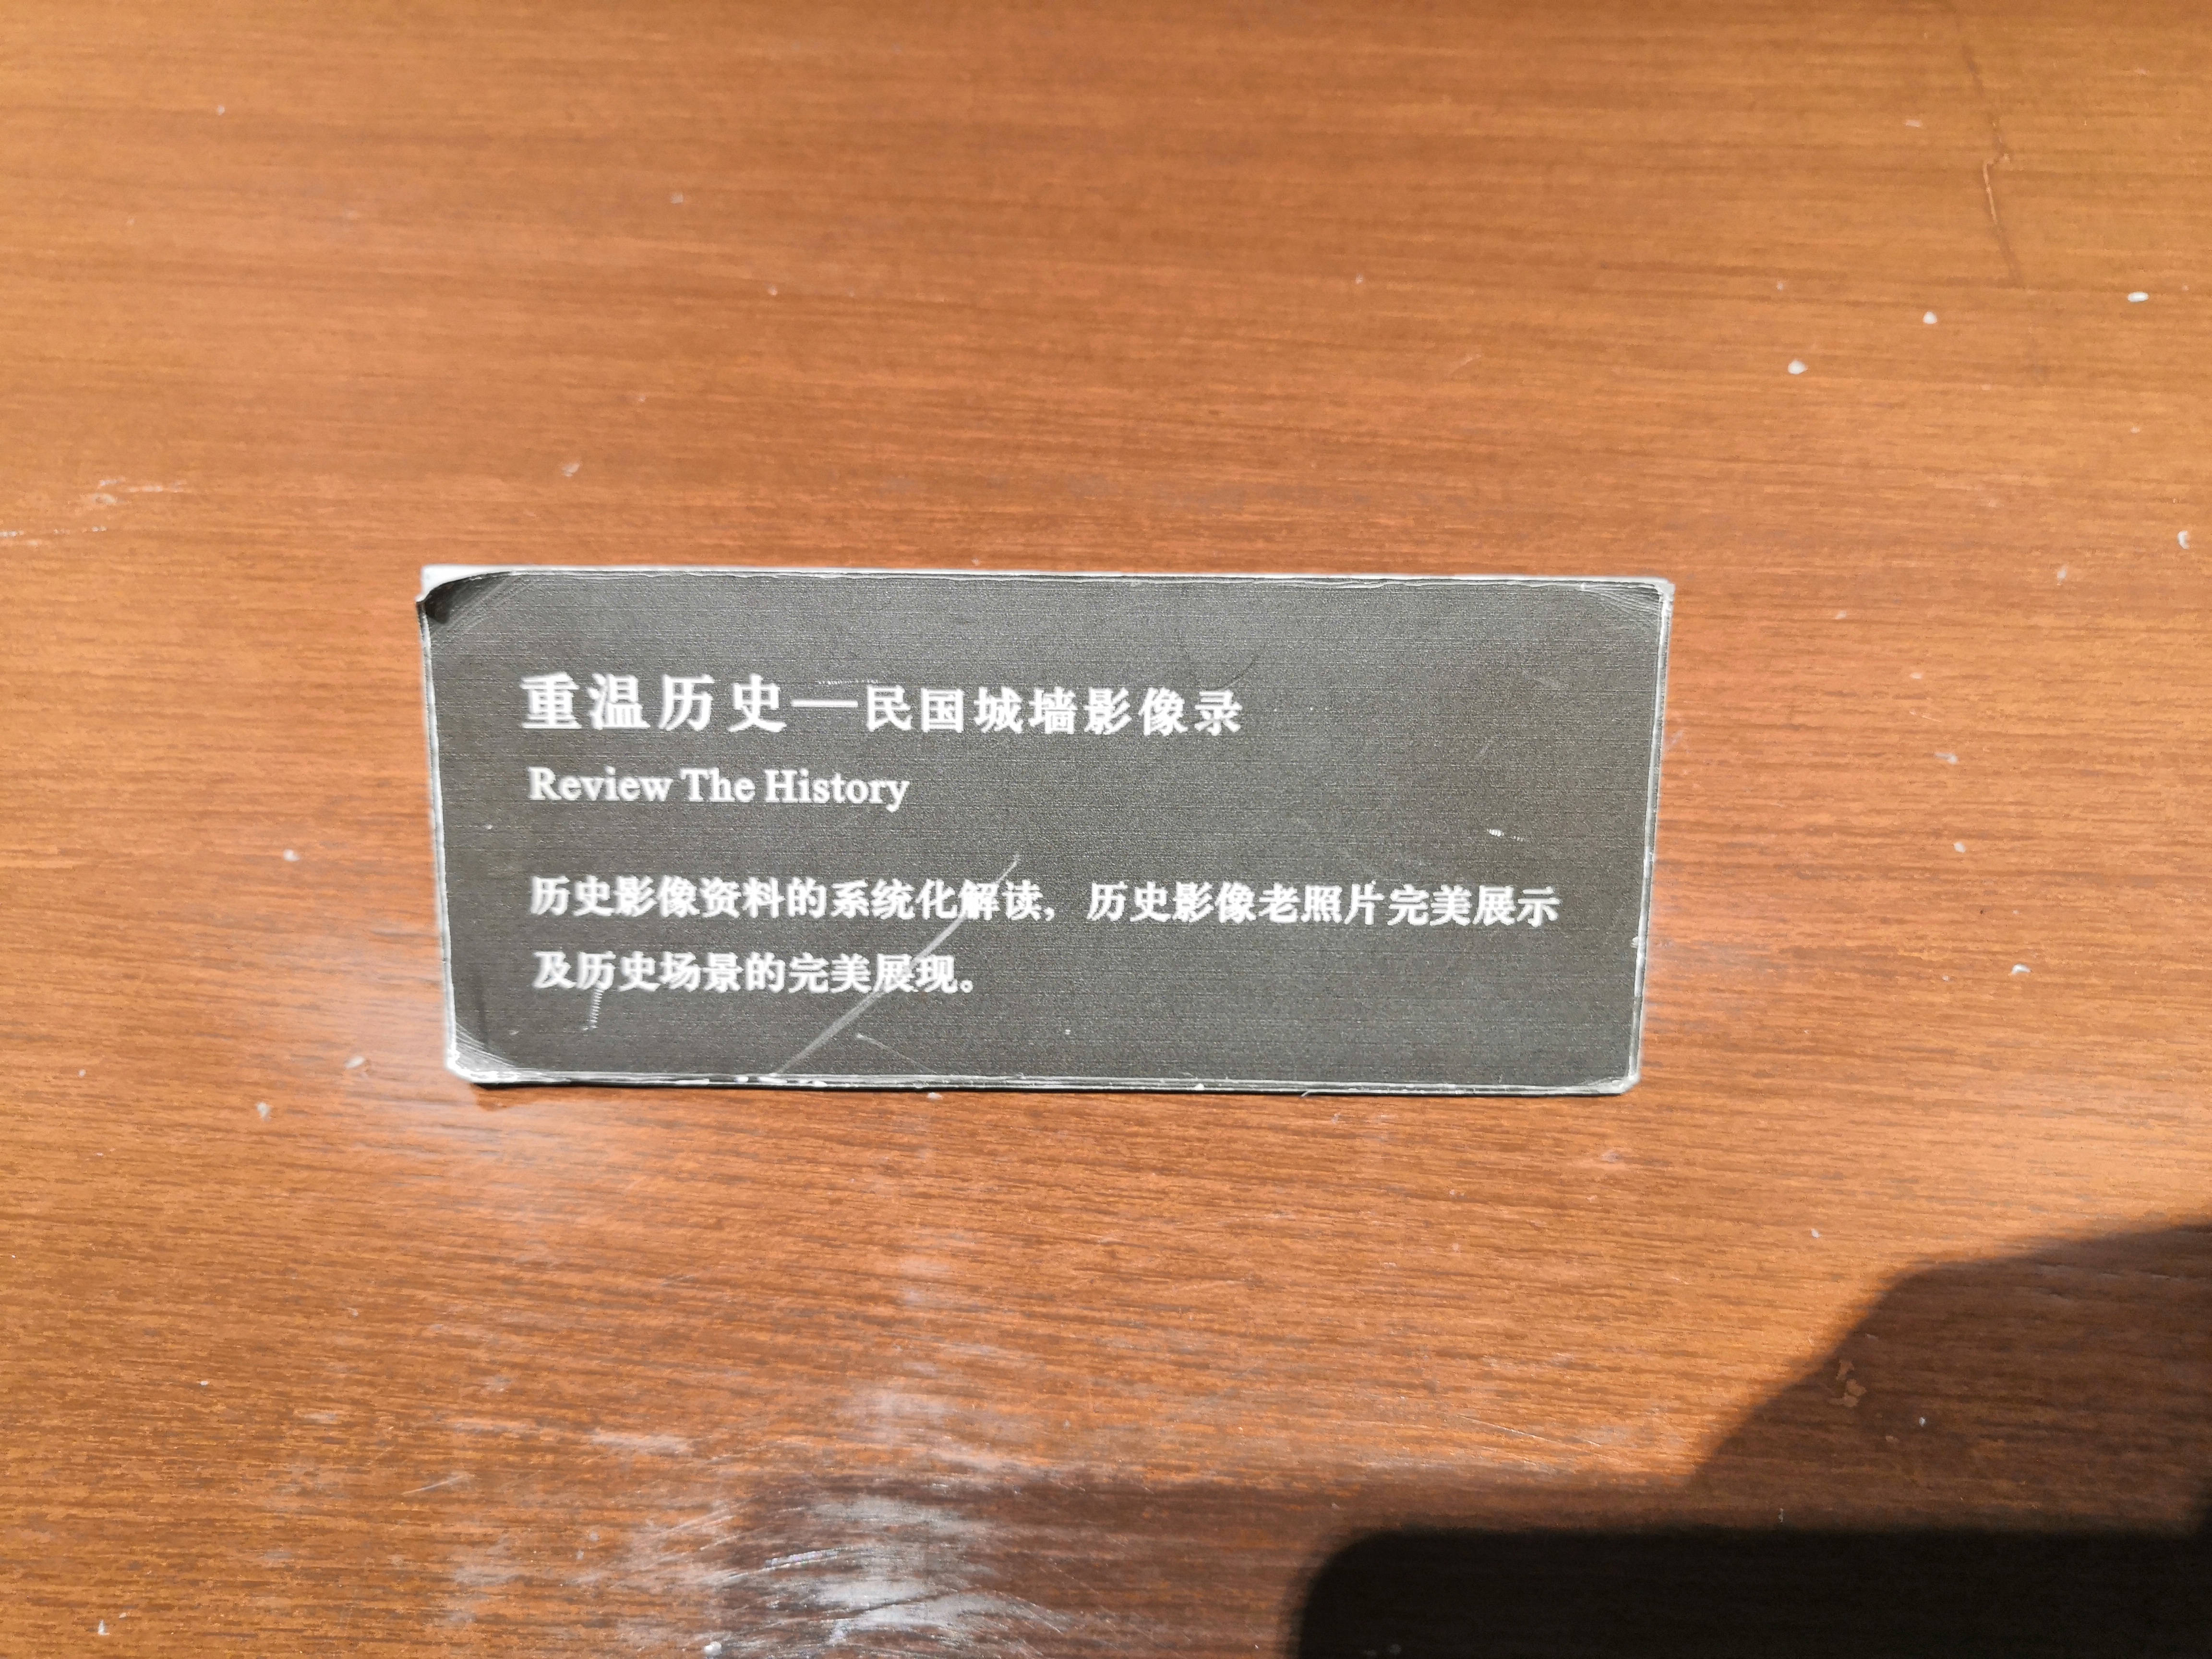 重温历史—民国城墙影像录
Review The History
历史影像资料的系统化解读，历史影像老照片完美展示
及历史场景的完美展现。